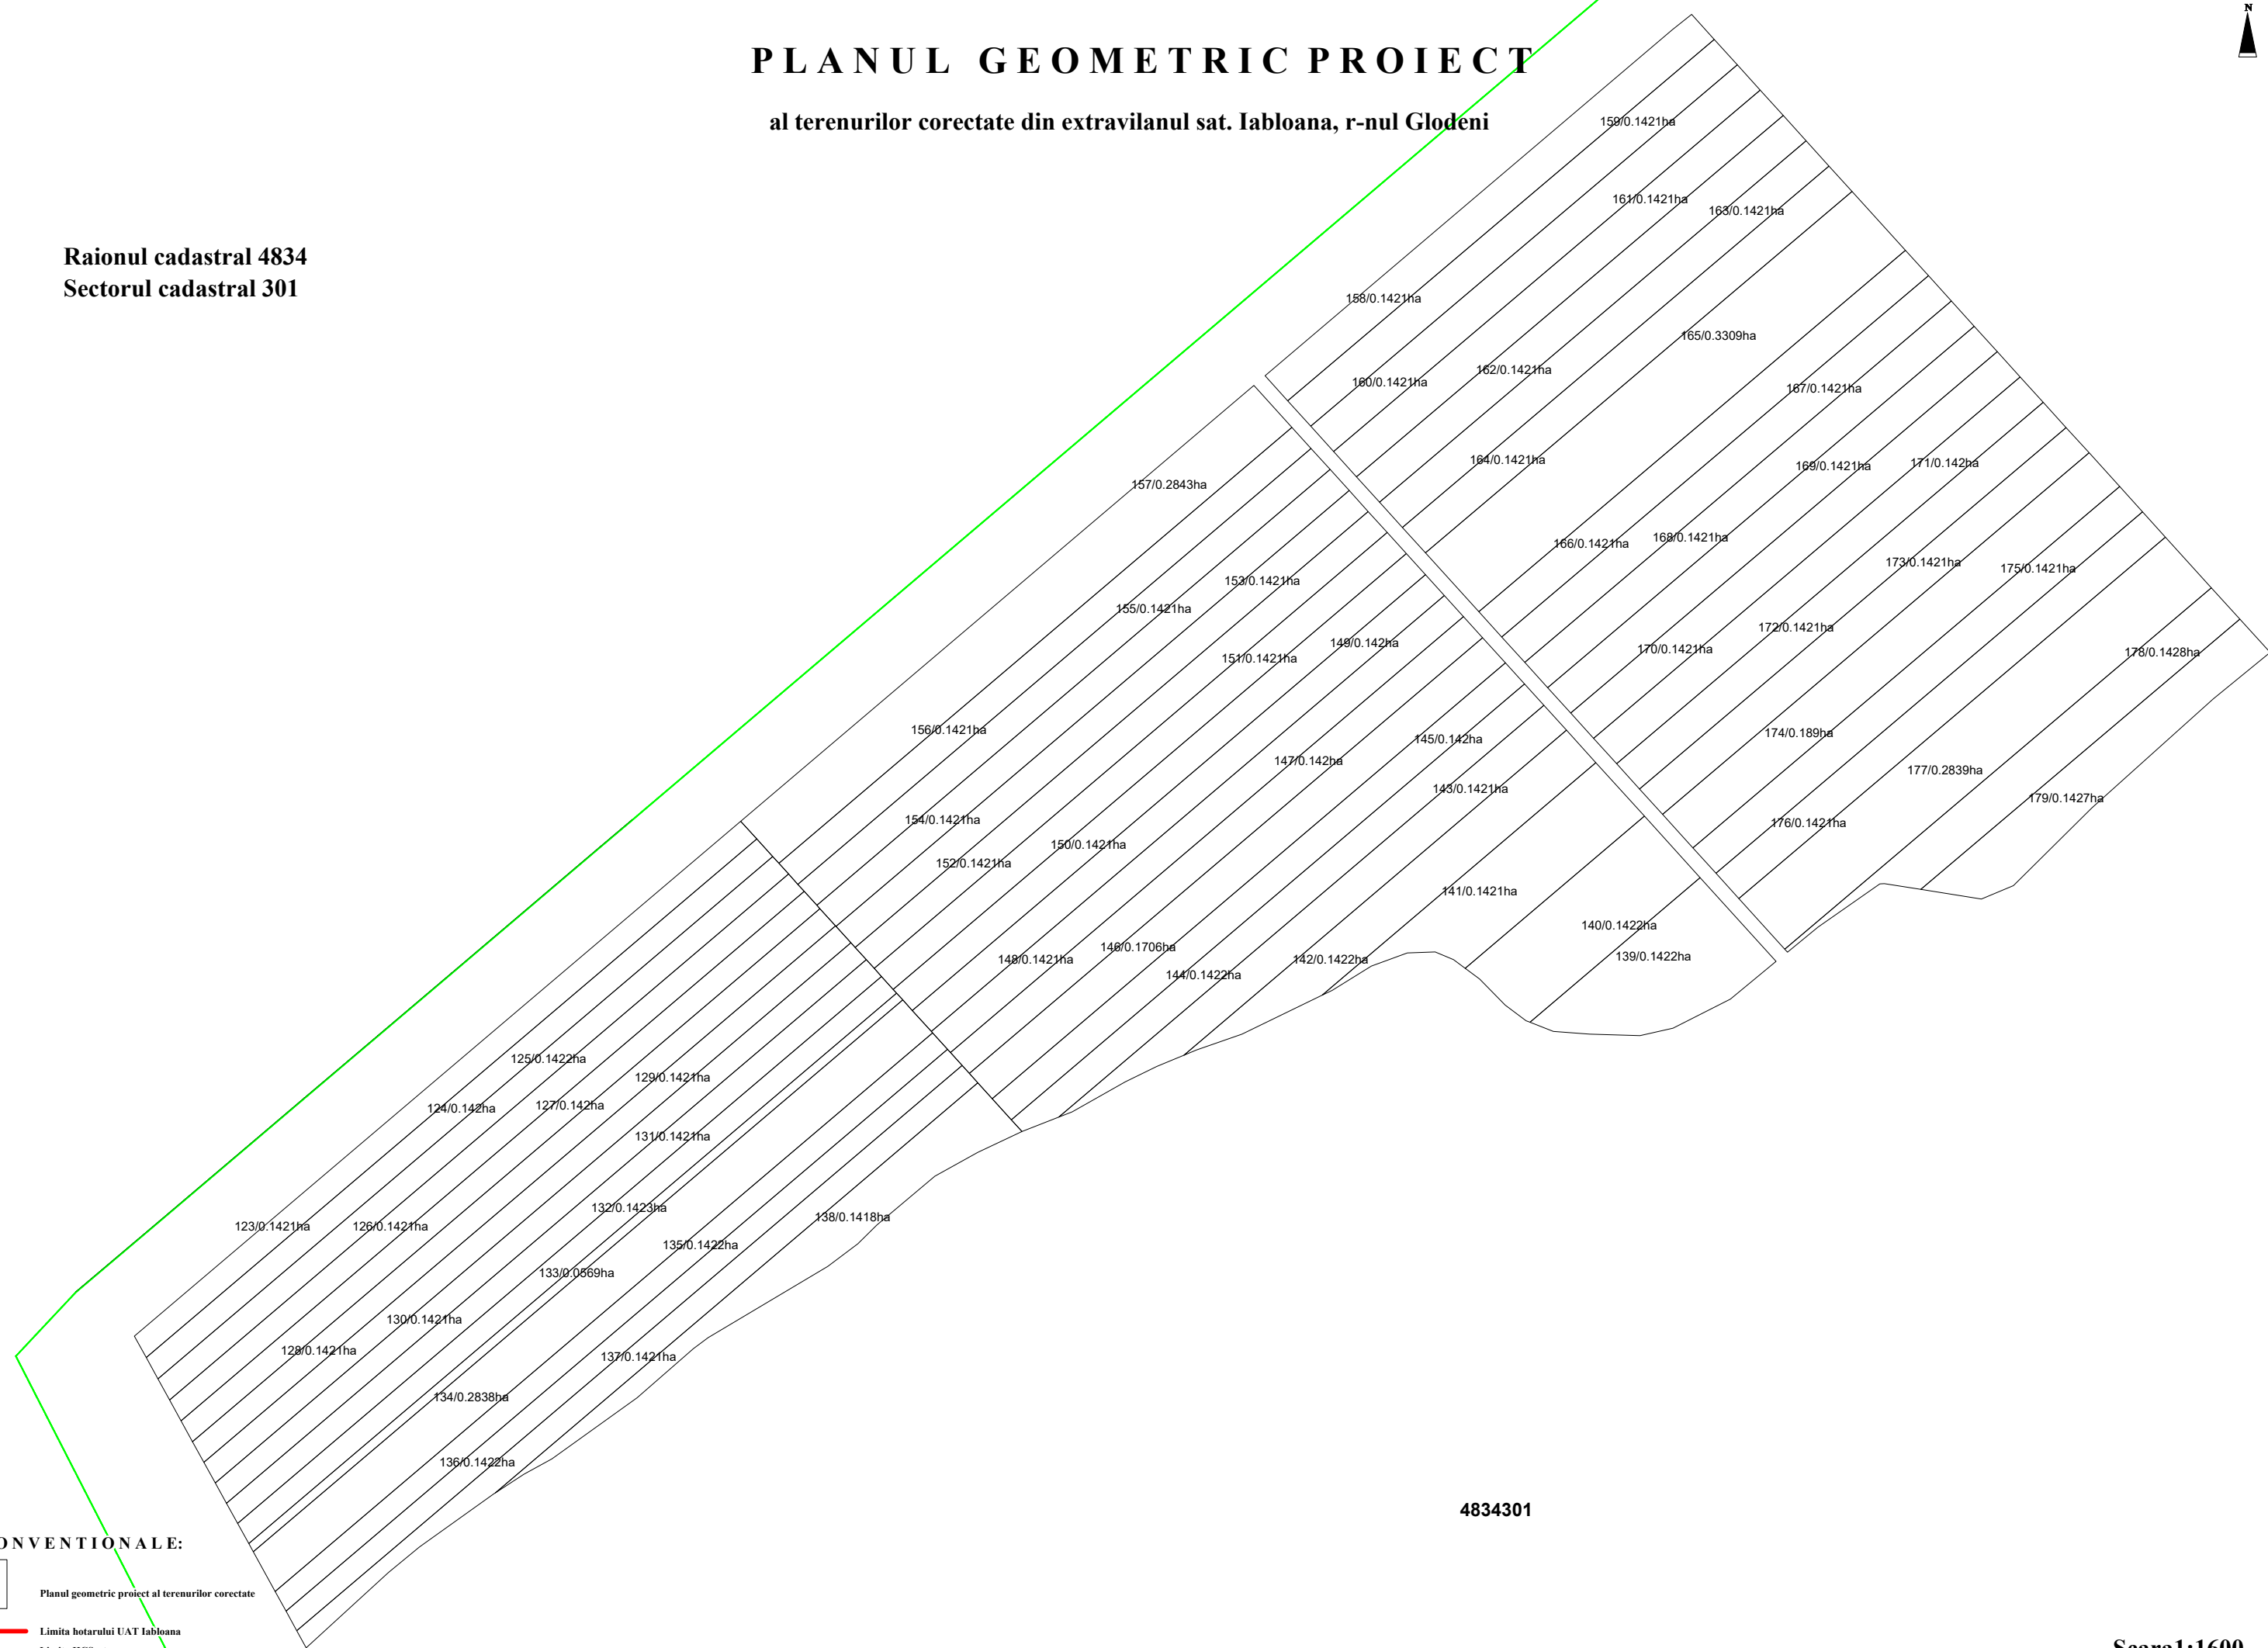 N
PLANUL GEOMETRIC PROIECT
al terenurilor corectate din extravilanul sat. Iabloana, r-nul Glodeni
Raionul cadastral 4834
Sectorul cadastral 301
159/0.1421ha
161/0.1421ha
163/0.1421ha
158/0.1421ha
165/0.3309ha
160/0.1421ha
162/0.1421ha
167/0.1421ha
164/0.1421ha
169/0.1421ha
171/0.142ha
157/0.2843ha
166/0.1421ha
168/0.1421ha
173/0.1421ha
175/0.1421ha
153/0.1421ha
155/0.1421ha
172/0.1421ha
149/0.142ha
170/0.1421ha
178/0.1428ha
151/0.1421ha
156/0.1421ha
174/0.189ha
145/0.142ha
147/0.142ha
177/0.2839ha
143/0.1421ha
179/0.1427ha
154/0.1421ha
176/0.1421ha
150/0.1421ha
152/0.1421ha
141/0.1421ha
140/0.1422ha
146/0.1706ha
139/0.1422ha
148/0.1421ha
142/0.1422ha
144/0.1422ha
125/0.1422ha
129/0.1421ha
124/0.142ha
127/0.142ha
131/0.1421ha
132/0.1423ha
138/0.1418ha
123/0.1421ha
126/0.1421ha
135/0.1422ha
133/0.0569ha
130/0.1421ha
128/0.1421ha
137/0.1421ha
134/0.2838ha
136/0.1422ha
4834301
ONVENTIONALE:
Planul geometric proiect al terenurilor corectate
Limita hotarului UAT Iabloana
Scara1:1600